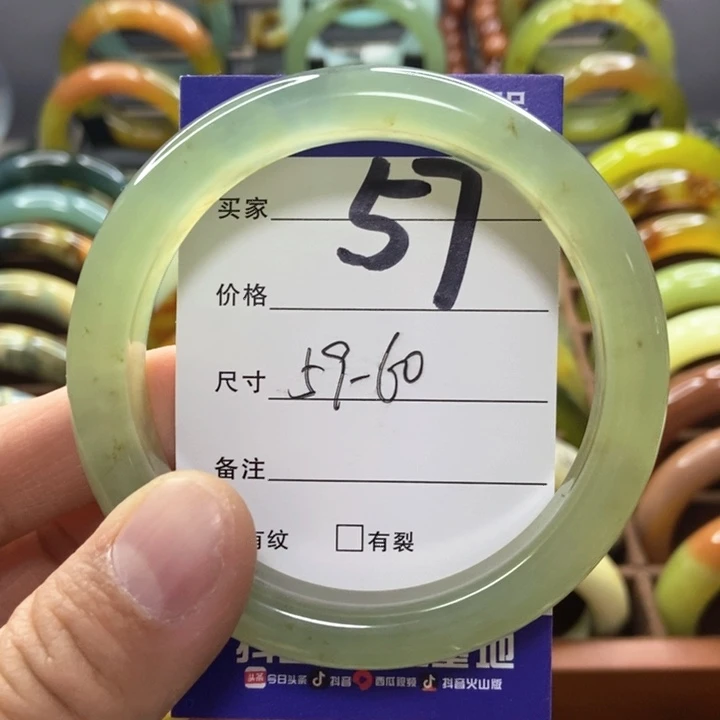 57
买家
价格
尺寸 59-60
备注
有纹 有裂
今日头条 抖音 西瓜视频 抖音火山版